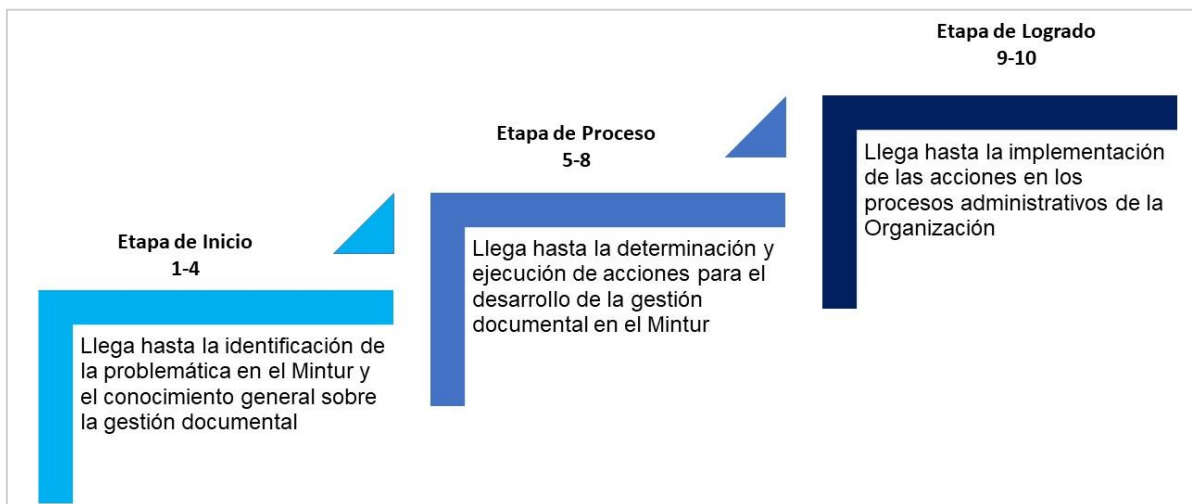 Etapa de Inicio
1-4
Llega hasta la identificación de
la problemática en el Mintur y
el conocimiento general sobre
la gestión documental
Etapa de Proceso
5-8
Llega hasta la determinación y
ejecución de acciones para el
desarrollo de la gestión
documental en el Mintur
Etapa de Logrado
9-10
Llega hasta la implementación
de las acciones en los
procesos administrativos de la
Organización